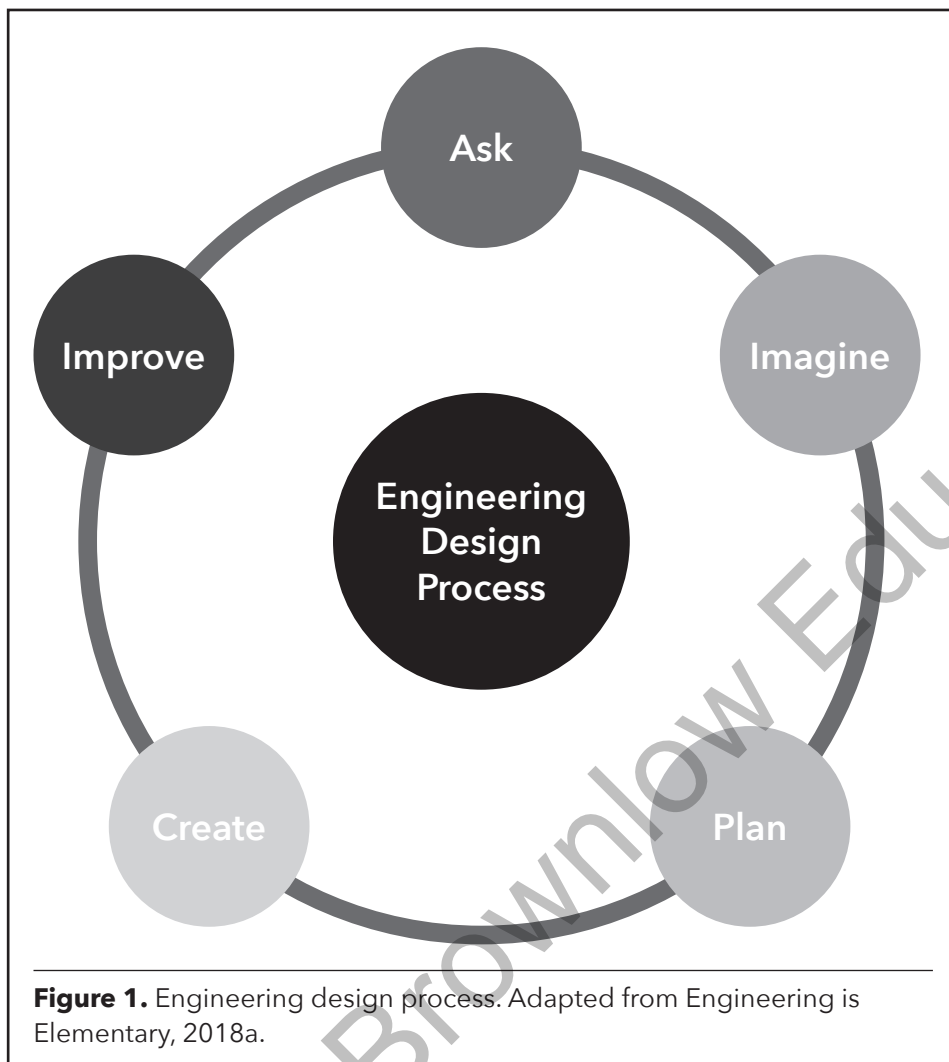 Ask
Improve
Imagine
Engineering
Design
Process
Create
Plan
Figure 1. Engineering design process. Adapted from Engineering is
Elementary, 2018a.
Brownlow Edu